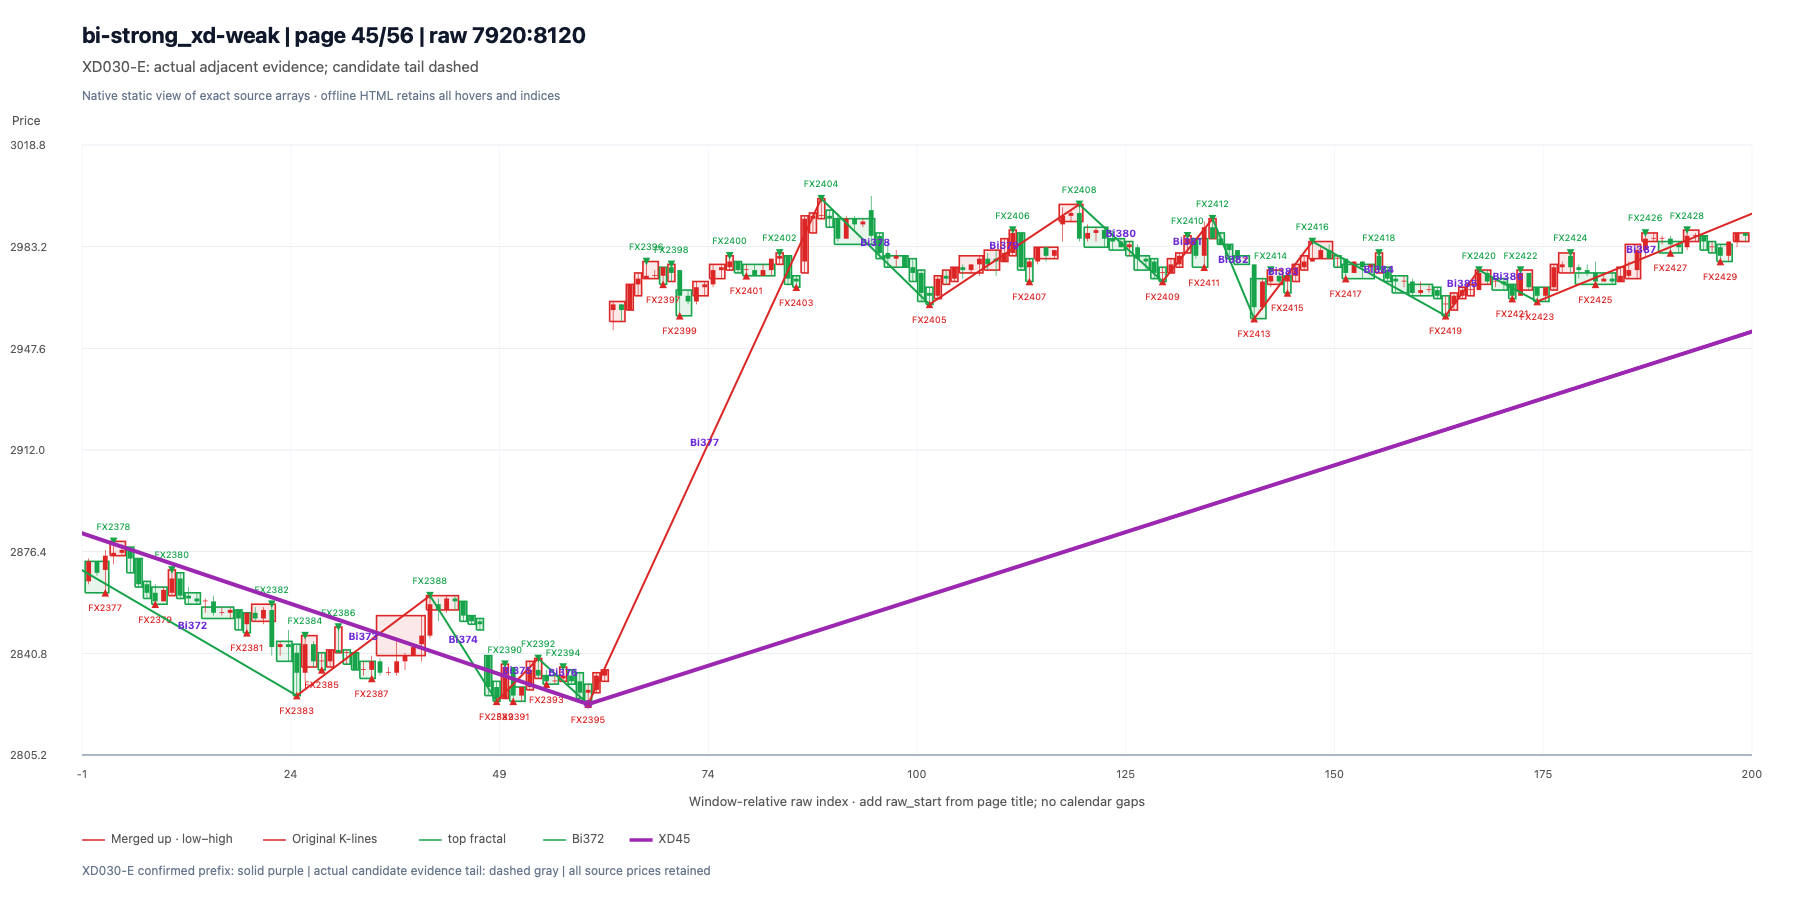 bi-strong_xd-weak | page 45/56 | raw 7920:8120
XD030-E: actual adjacent evidence; candidate tail dashed
Native static view of exact source arrays · offline HTML retains all hovers and indices
Price
3018.8
FX2404
FX2408
FX2412
FX2406
FX2410
FX2416
FX2426 FX2428
FX2396
FX2398
FX2400
FX2402
Bi378
Bi380
FX2418
FX2424
2983.2
Bi382
FX2414
FX2420
FX2422
Bi387
FX2427
FX2397
FX2401
FX2403
FX2407
FX2409
FX2411
FX2415
FX2417
FX2429
FX2399
FX2405
FX2413
FX2419
FX2421
FX2423
FX2425
2947.6
Bi377
2912.0
FX2378
FX2380
2876.4
FX2377
FX2379
FX2382
FX2388
Bi372
FX2384
FX2386
FX2381
Bi373
Bi374
FX2390
FX2392
FX2394
2840.8
Bi376
FX2383
FX2385
FX2387
FX2391
FX2393
FX2395
2805.2
-1 24 49 74 100 125 150 175 200
Window-relative raw index · add raw_start from page title; no calendar gaps
Merged up · low–high Original K-lines top fractal Bi372 XD45
XD030-E confirmed prefix: solid purple | actual candidate evidence tail: dashed gray | all source prices retained